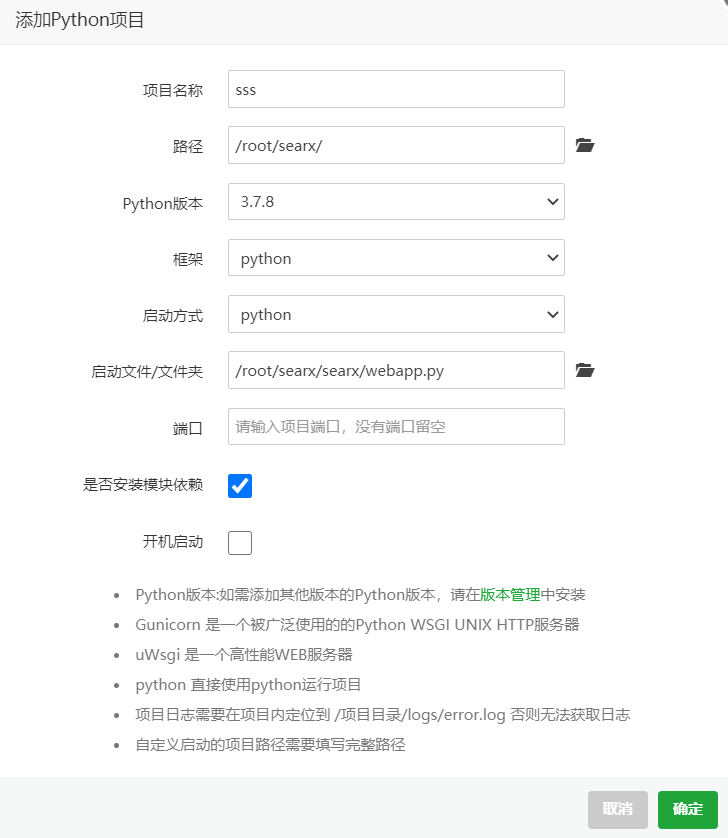 添加Python项目
项目名称 sss
路径 /root/searx/
Python版本 3.7.8
框架 python
启动方式 python
启动文件/文件夹 /root/searx/searx/webapp.py
端口 请输入项目端口，没有端口留空
是否安装模块依赖
开机启动
Python版本:如需添加其他版本的Python版本，请在版本管理中安装
Gunicorn 是一个被广泛使用的的Python WSGI UNIX HTTP服务器
uWsgi 是一个高性能WEB服务器
python 直接使用python运行项目
项目日志需要在项目内定位到 /项目目录/logs/error.log 否则无法获取日志
自定义启动的项目路径需要填写完整路径
取消 确定